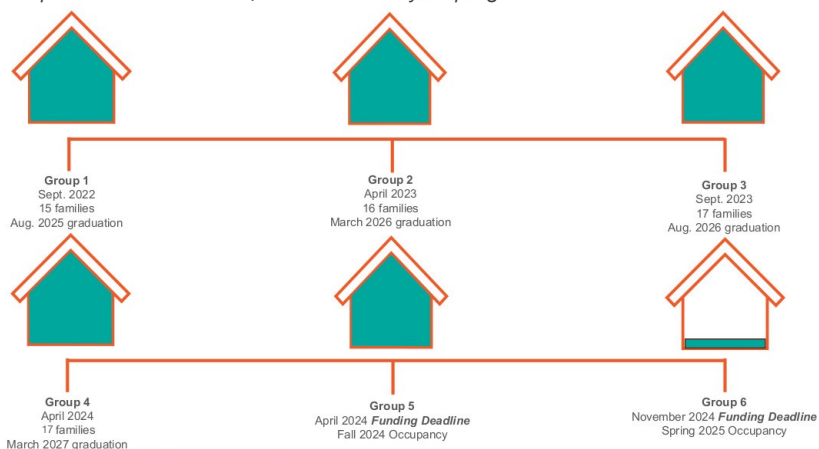 Group 1
Sept. 2022
15 families
Aug. 2025 graduation
Group 2
April 2023
16 families
March 2026 graduation
Group 3
Sept. 2023
17 families
Aug. 2026 graduation
Group 4
April 2024
17 families
March 2027 graduation
Group 5
April 2024 Funding Deadline
Fall 2024 Occupancy
Group 6
November 2024 Funding Deadline
Spring 2025 Occupancy